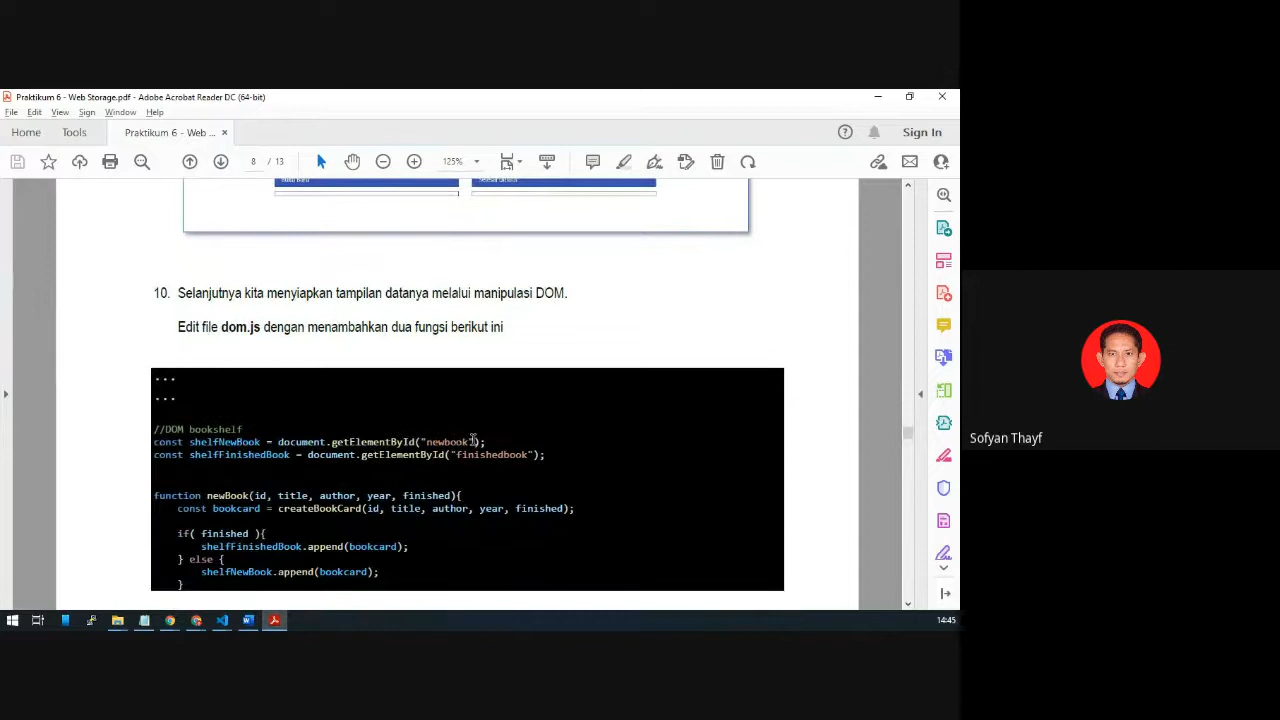 Praktikum 6 - Web Storage.pdf - Adobe Acrobat Reader DC (64-bit)
File Edit View Sign Window Help
Home Tools Praktikum 6 - Web ... × Sign In
8 / 13 125%
10. Selanjutnya kita menyiapkan tampilan datanya melalui manipulasi DOM.
Edit file dom.js dengan menambahkan dua fungsi berikut ini
...
...
//DOM bookshelf
const shelfNewBook = document.getElementById("newbook");
const shelfFinishedBook = document.getElementById("finishedbook");
function newBook(id, title, author, year, finished){
const bookcard = createBookCard(id, title, author, year, finished);
if( finished ){
shelfFinishedBook.append(bookcard);
} else {
shelfNewBook.append(bookcard);
}
14:45
Sofyan Thayf